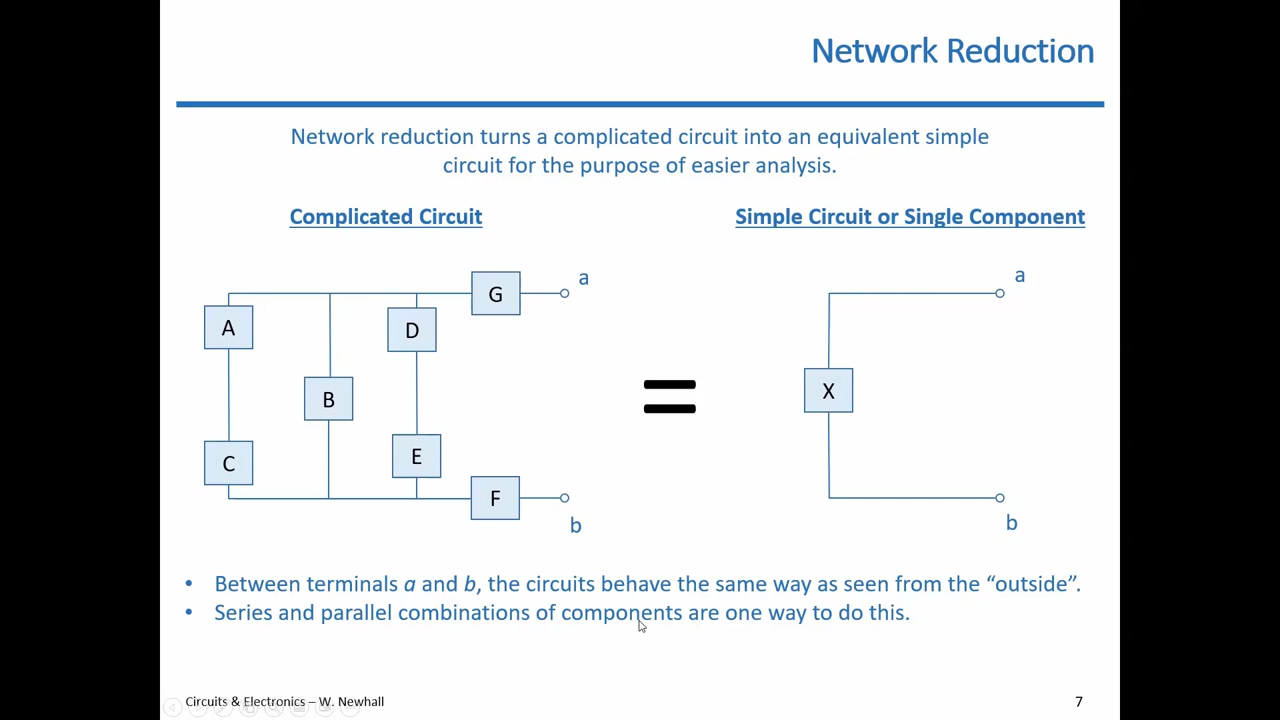 Network Reduction
Network reduction turns a complicated circuit into an equivalent simple
circuit for the purpose of easier analysis.
Complicated Circuit
Simple Circuit or Single Component
a
G
A
D
B
C
E
F
b
=
a
X
b
• Between terminals a and b, the circuits behave the same way as seen from the “outside”.
• Series and parallel combinations of components are one way to do this.
Circuits & Electronics – W. Newhall
7